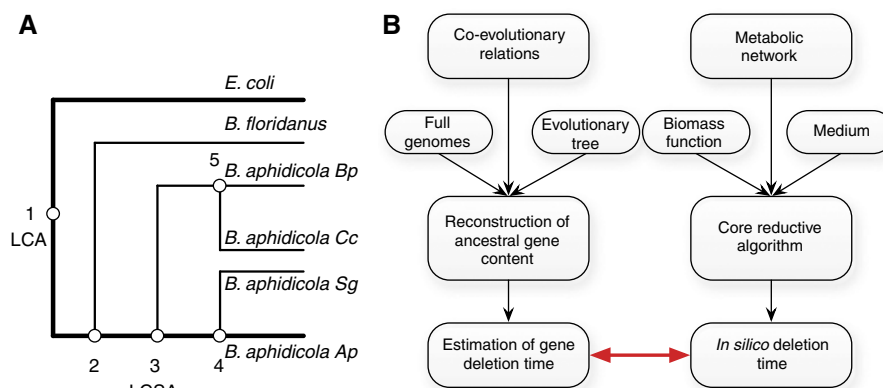 A
E. coli
B. floridanus
5
B. aphidicola Bp
1
LCA
B. aphidicola Cc
B. aphidicola Sg
B. aphidicola Ap
2
3
4
B
Co-evolutionary
relations
Metabolic
network
Full
genomes
Evolutionary
tree
Biomass
function
Medium
Reconstruction of
ancestral gene
content
Core reductive
algorithm
Estimation of gene
deletion time
In silico deletion
time